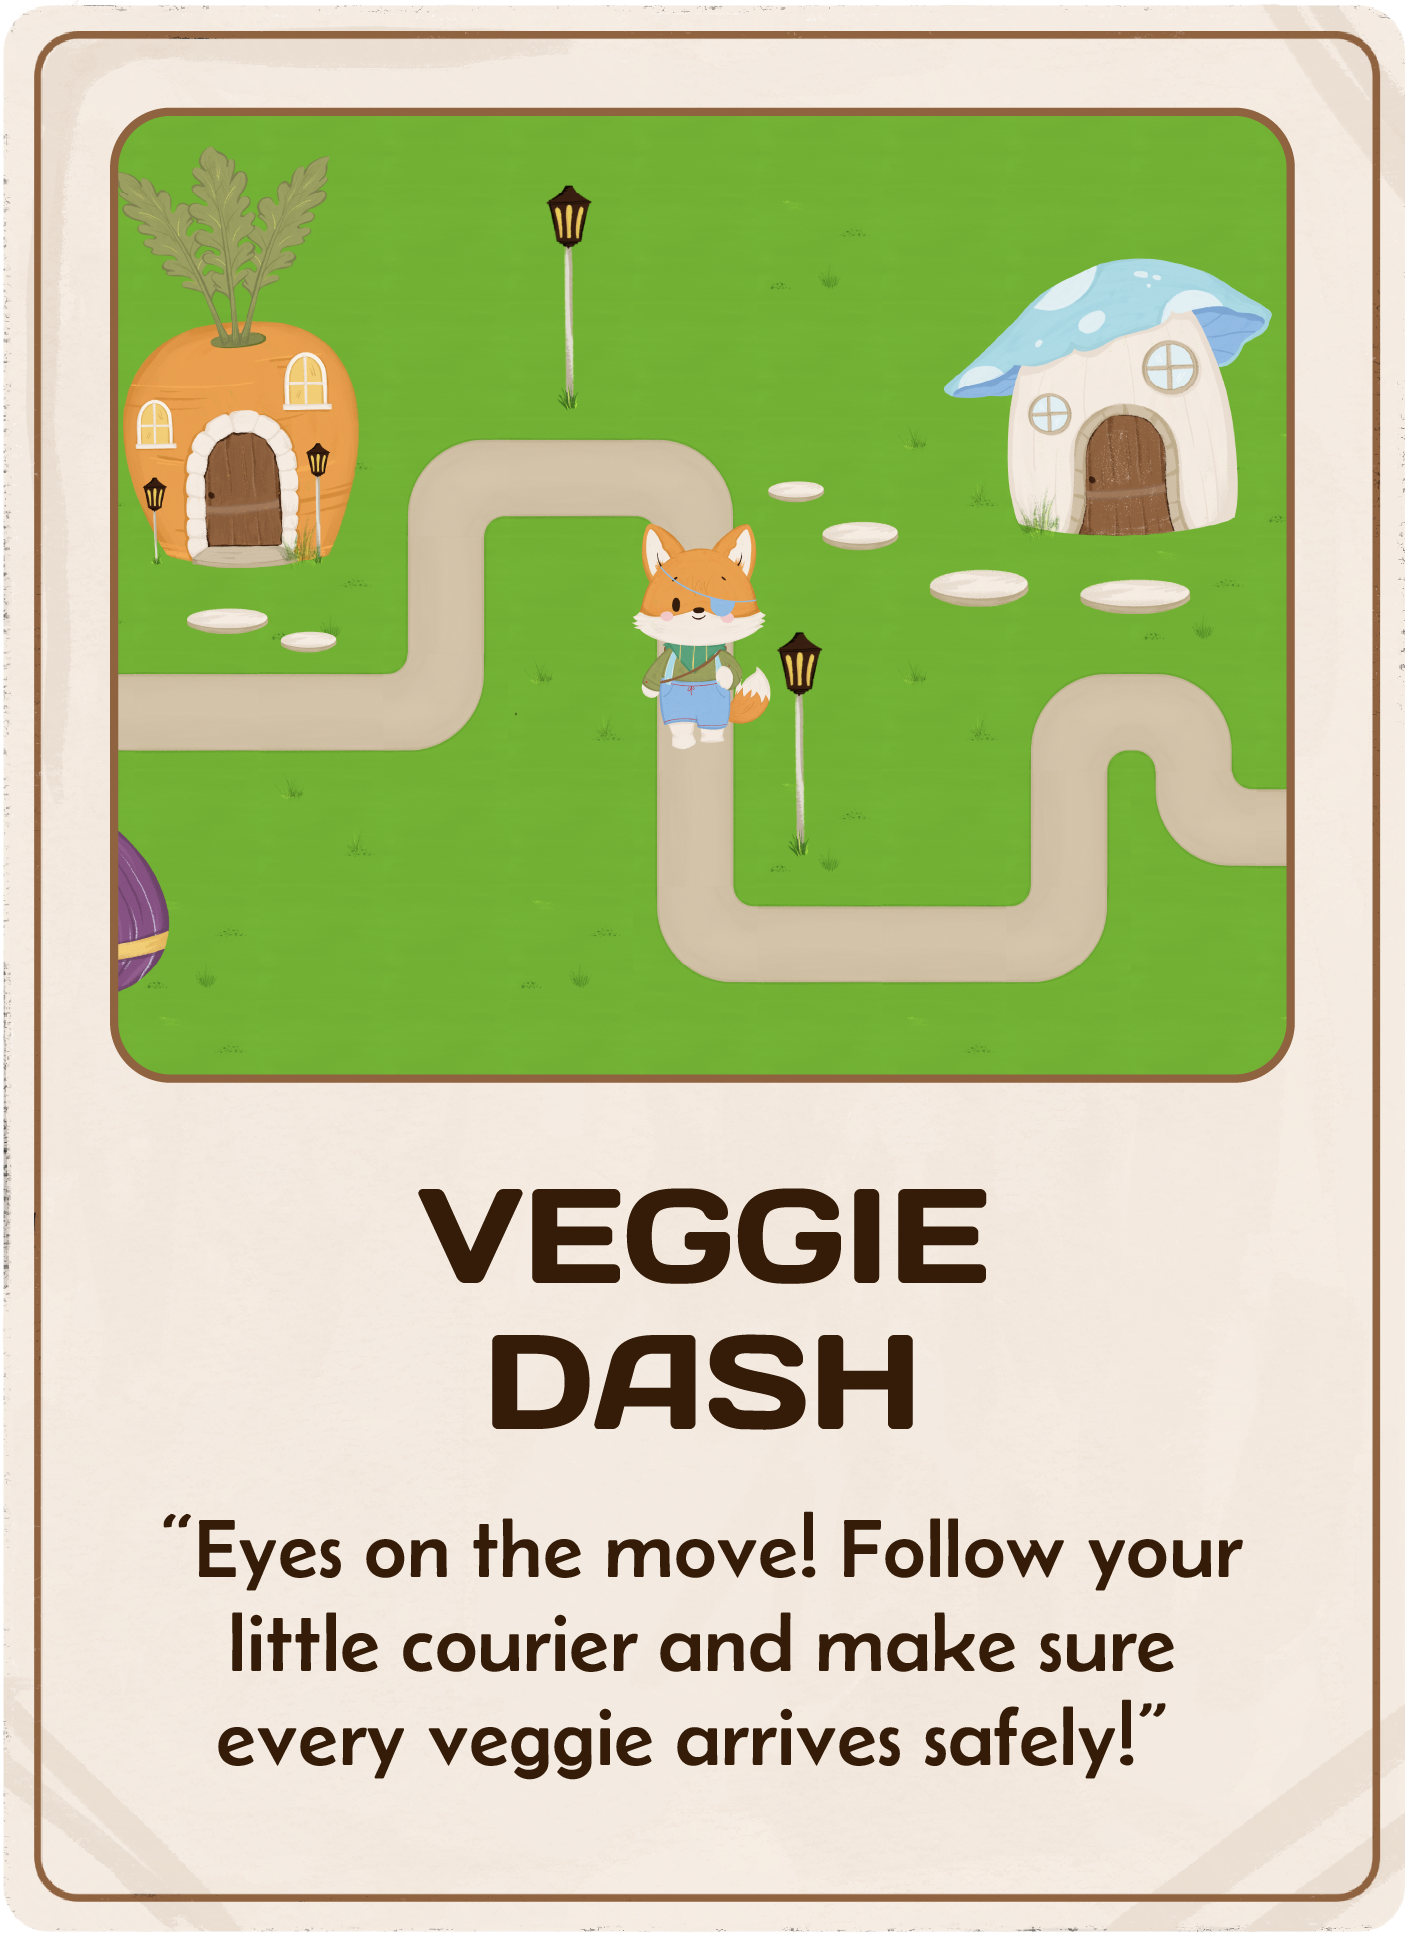 VEGGIE
DASH
“Eyes on the move! Follow your
little courier and make sure
every veggie arrives safely!”